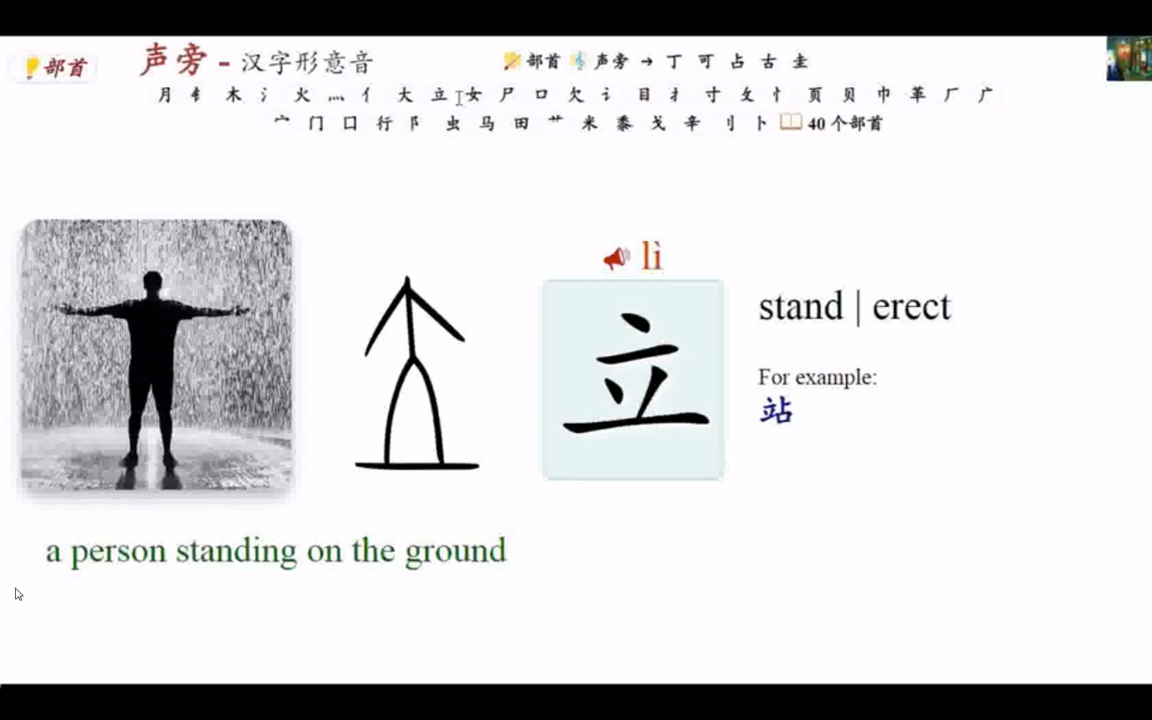 部首
声旁 - 汉字形意音
部首 声旁 → 丁 可 占 古 圭
月 钅 木 氵 火 灬 亻 大 立 女 尸 口 欠 讠 目 扌 寸 攵 忄 页 贝 巾 革 厂 广
宀 门 囗 行 阝 虫 马 田 艹 米 黍 戈 辛 刂 卜 40 个部首
lì
立
stand | erect
For example:
站
a person standing on the ground